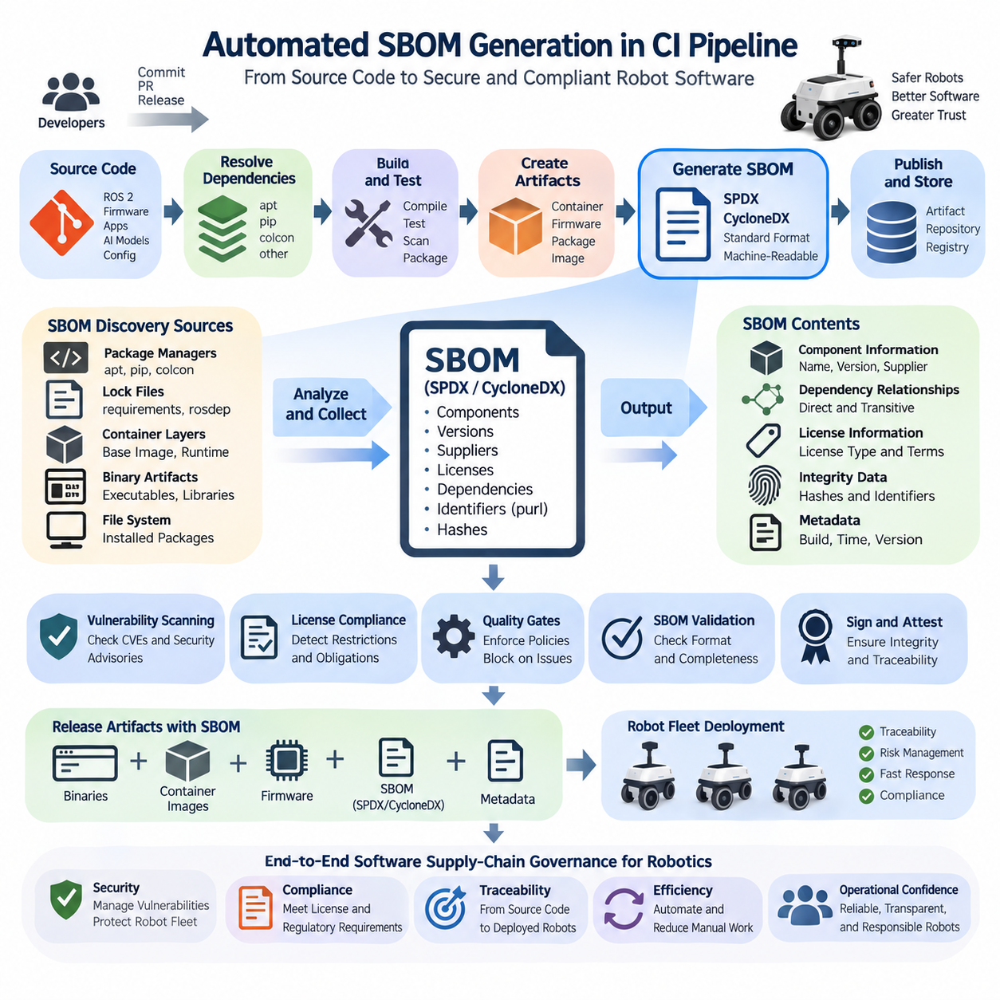 Automated SBOM Generation in CI Pipeline
From Source Code to Secure and Compliant Robot Software
Commit
PR
Release
Developers
Safer Robots
Better Software
Greater Trust
Source Code
ROS 2
Firmware
Apps
AI Models
Config
Resolve
Dependencies
apt
pip
colcon
other
Build
and Test
Compile
Test
Scan
Package
Create
Artifacts
Container
Firmware
Package
Image
Generate SBOM
SPDX
CycloneDX
Standard Format
Machine-Readable
Publish
and Store
Artifact
Repository
Registry
SBOM Discovery Sources
Package Managers
apt, pip, colcon
Lock Files
requirements, rosdep
Container Layers
Base Image, Runtime
Binary Artifacts
Executables, Libraries
File System
Installed Packages
Analyze
and Collect
SBOM
(SPDX / CycloneDX)
• Components
• Versions
• Suppliers
• Licenses
• Dependencies
• Identifiers (purl)
• Hashes
Output
SBOM Contents
Component Information
Name, Version, Supplier
Dependency Relationships
Direct and Transitive
License Information
License Type and Terms
Integrity Data
Hashes and Identifiers
Metadata
Build, Time, Version
Vulnerability Scanning
Check CVEs and Security
Advisories
License Compliance
Detect Restrictions
and Obligations
Quality Gates
Enforce Policies
Block on Issues
SBOM Validation
Check Format
and Completeness
Sign and Attest
Ensure Integrity
and Traceability
Release Artifacts with SBOM
Binaries
+
Container
Images
+
Firmware
+
SBOM
(SPDX/CycloneDX)
+
Metadata
Robot Fleet Deployment
Traceability
Risk Management
Fast Response
Compliance
End-to-End Software Supply-Chain Governance for Robotics
Security
Manage Vulnerabilities
Protect Robot Fleet
Compliance
Meet License and
Regulatory Requirements
Traceability
From Source Code
to Deployed Robots
Efficiency
Automate and
Reduce Manual Work
Operational Confidence
Reliable, Transparent,
and Responsible Robots